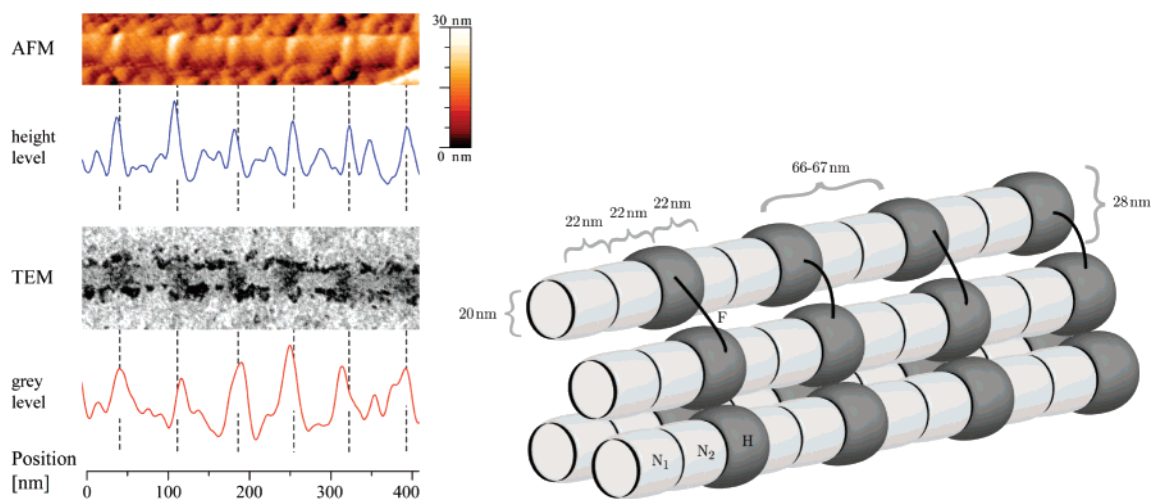 AFM
30 nm
0 nm
height
level
TEM
grey
level
Position
[nm]
0 100 200 300 400
66-67nm
22nm
22nm
22nm
28nm
20nm
F
N1 N2 H